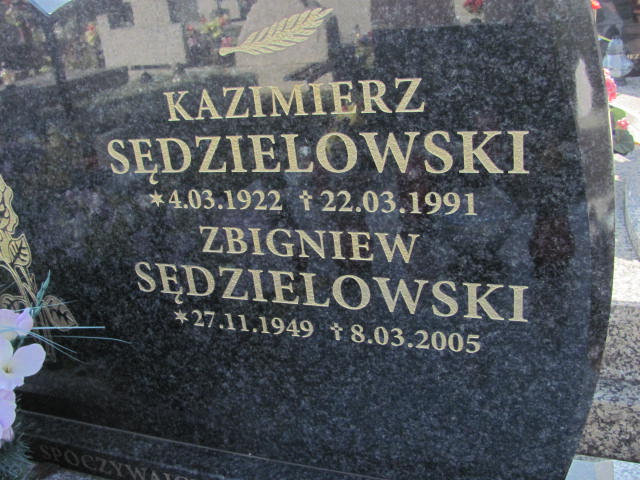 KAZIMIERZ
SĘDZIELOWSKI
✶4.03.1922 †22.03.1991
ZBIGNIEW
SĘDZIELOWSKI
✶27.11.1949 †8.03.2005